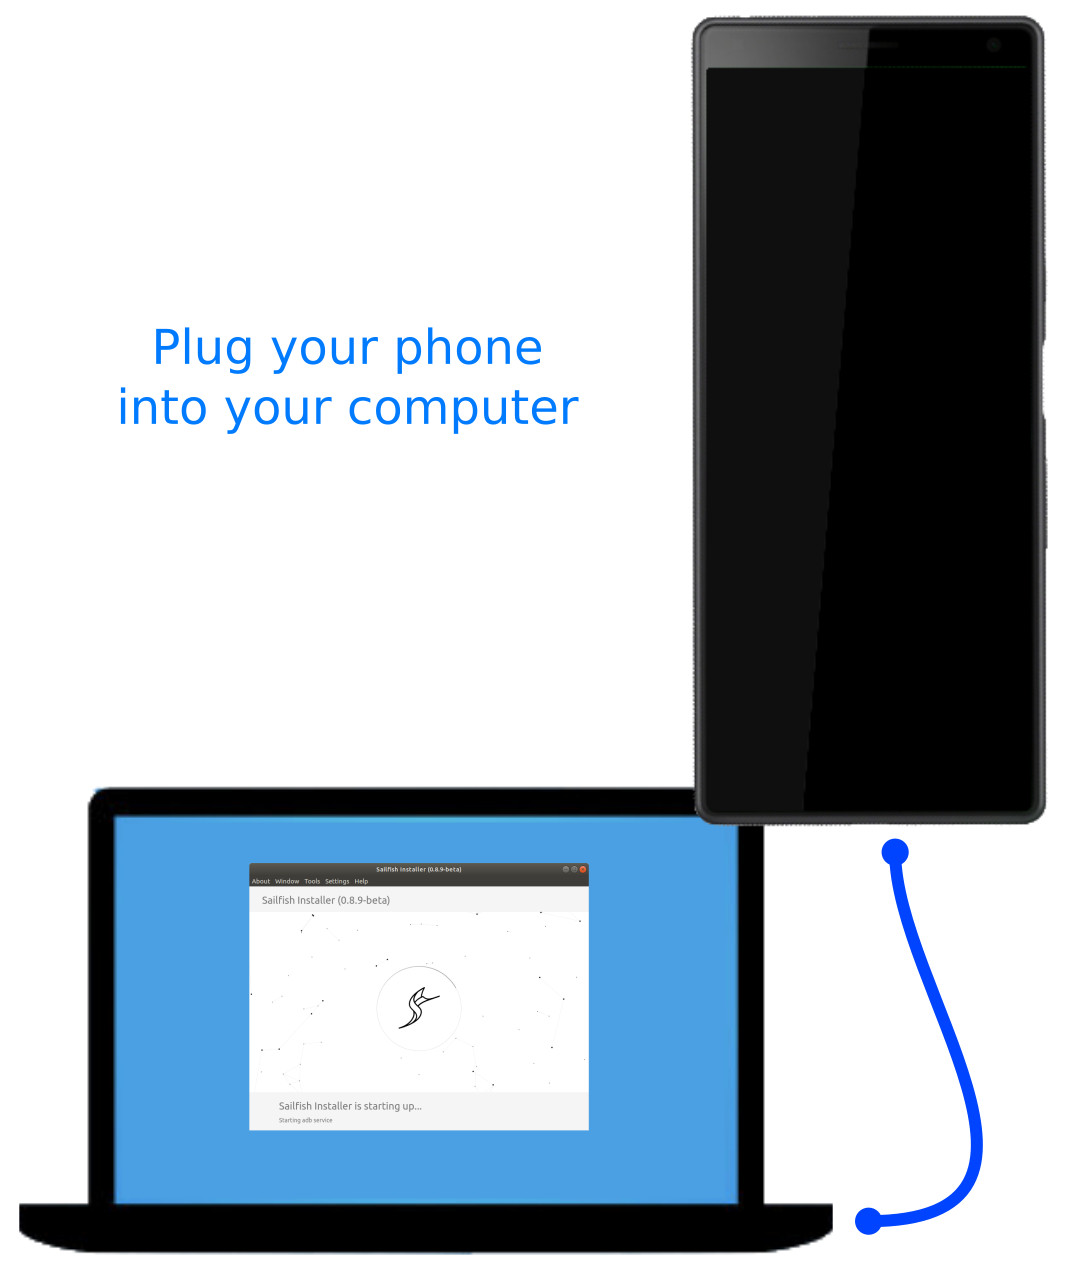 Plug your phone
into your computer
Sailfish Installer (0.8.9-beta)
About Window Tools Settings Help
Sailfish Installer (0.8.9-beta)
Sailfish Installer is starting up...
Starting adb service